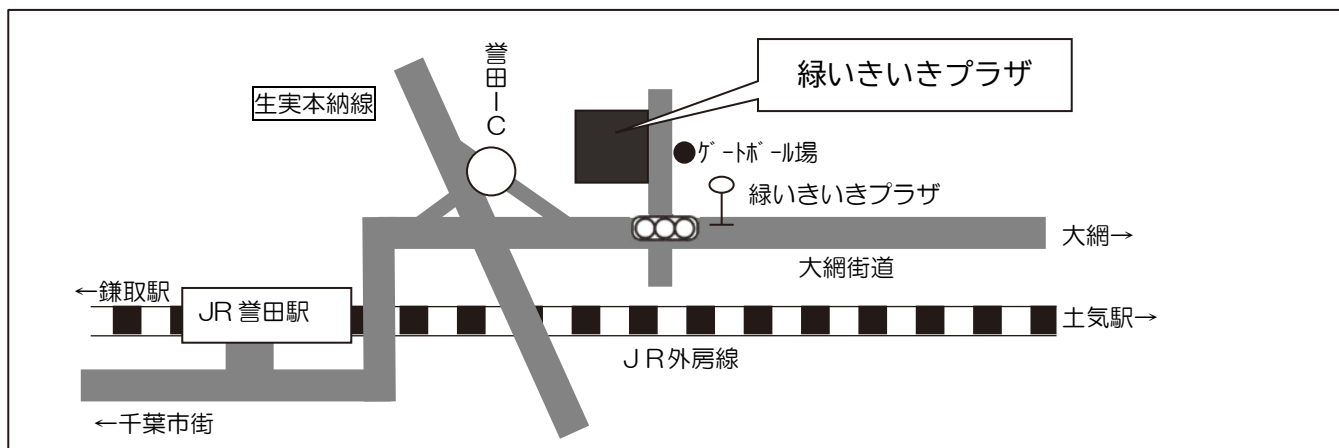 誉田IC
緑いきいきプラザ
生実本納線
ｹﾞｰﾄﾎﾞｰﾙ場
緑いきいきプラザ
大網→
大網街道
←鎌取駅
JR誉田駅
土気駅→
ＪＲ外房線
←千葉市街